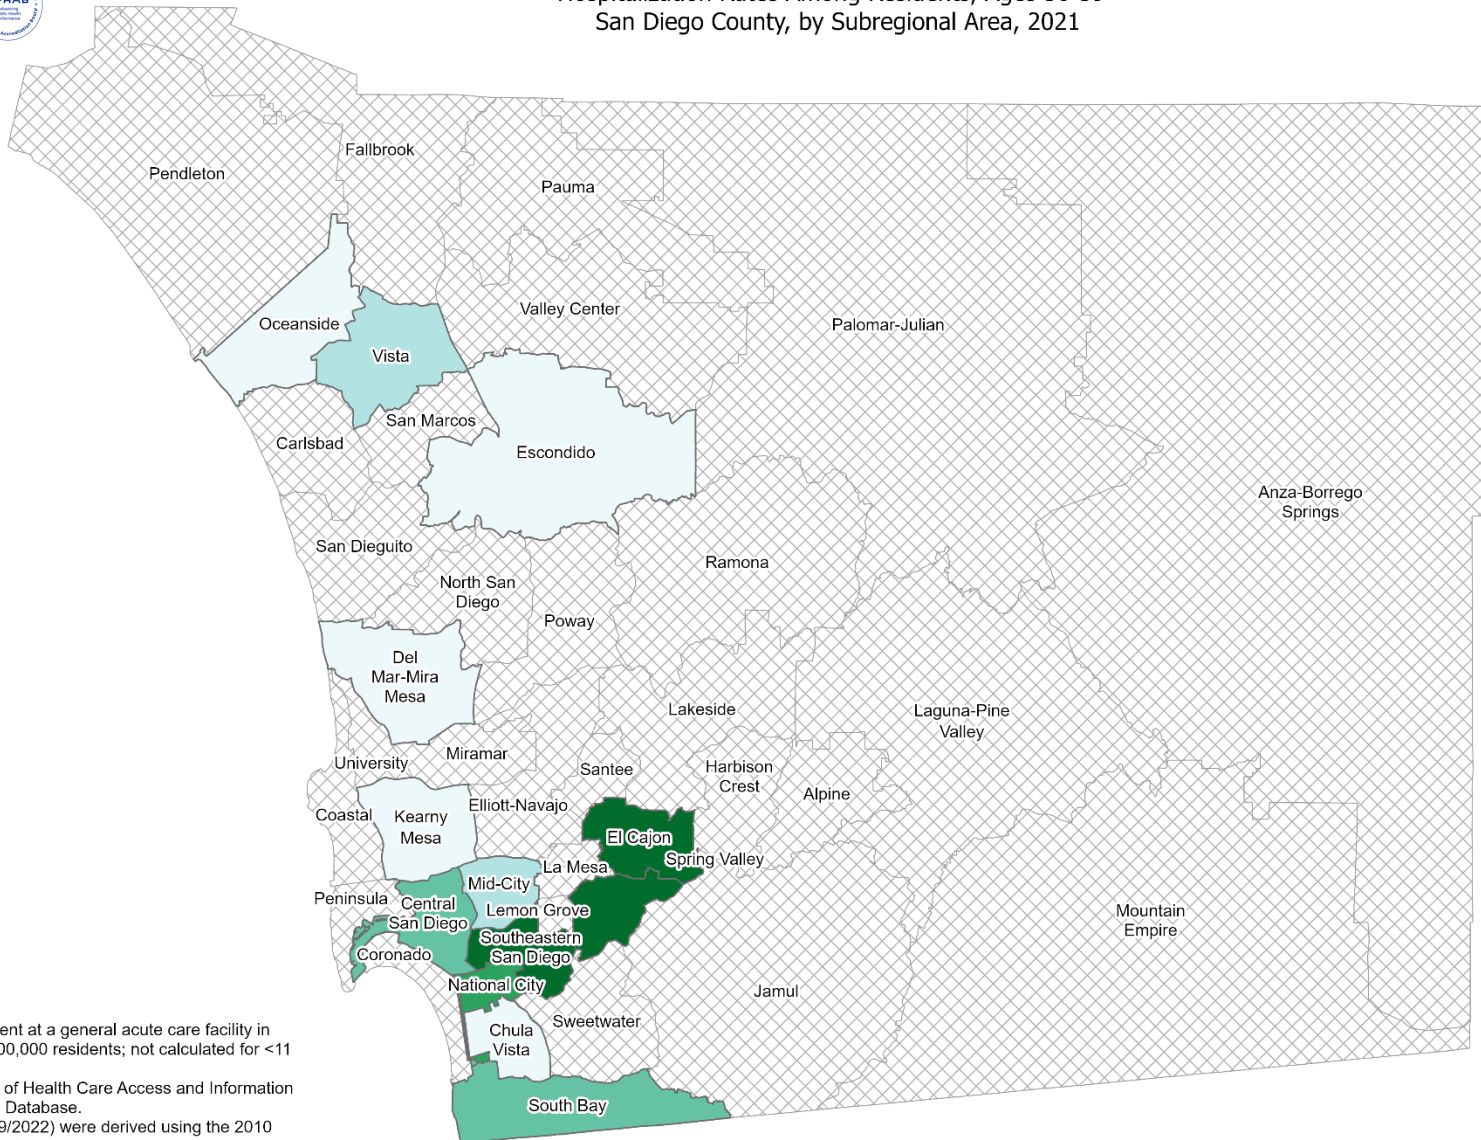 San Diego County, by Subregional Area, 2021
Fallbrook
Pendleton
Pauma
Valley Center
Oceanside
Palomar-Julian
Vista
San Marcos
Carlsbad
Escondido
Anza-Borrego
Springs
San Dieguito
Ramona
North San
Diego
Poway
Del
Mar-Mira
Mesa
Lakeside
Laguna-Pine
Valley
Miramar
University
Santee
Harbison
Crest
Alpine
Elliott-Navajo
Coastal
Kearny
Mesa
El Cajon
Spring Valley
La Mesa
Mid-City
Peninsula
Central
San Diego
Lemon Grove
Mountain
Empire
Southeastern
San Diego
Coronado
National City
Jamul
Sweetwater
Chula
Vista
ent at a general acute care facility in
00,000 residents; not calculated for <11
of Health Care Access and Information
Database.
9/2022) were derived using the 2010
South Bay